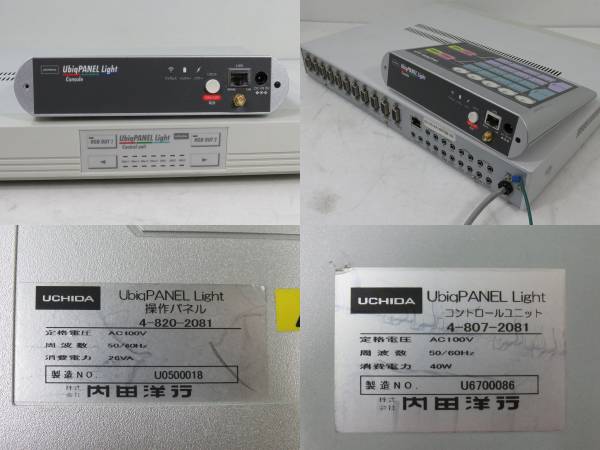 UCHIDA
UbiqPANEL Light
Console
LAN
DC IN
RGB OUT 1
UbiqPANEL Light
Control unit
RGB OUT 2
UbiqPANEL Light
UCHIDA
UbiqPANEL Light
操作パネル
4-820-2081
定格電圧 AC100V
周波数 50/60Hz
消費電力 26VA
製造NO. U0500018
株式会社 内田洋行
UCHIDA
UbiqPANEL Light
コントロールユニット
4-807-2081
定格電圧 AC100V
周波数 50/60Hz
消費電力 40W
製造NO. U6700086
株式会社 内田洋行